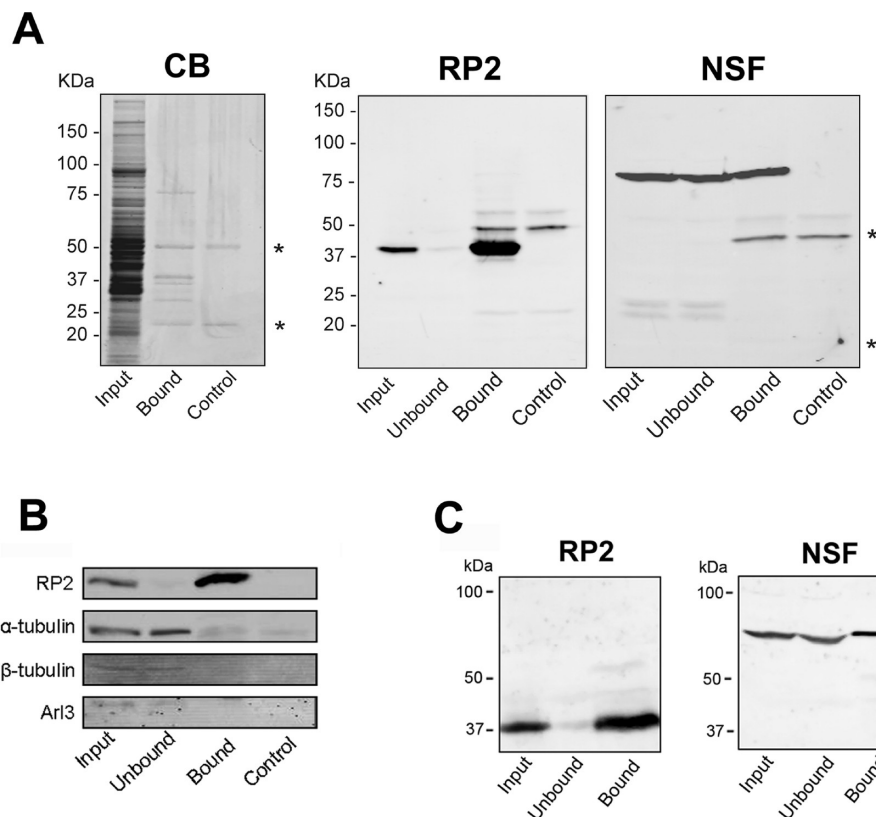 A
CB
RP2
NSF
KDa
150 -
100 -
75 -
50 -
37 -
25 -
20 -
*
*
Input
Bound
Control
KDa
150 -
100 -
75 -
50 -
37 -
25 -
20 -
Input
Unbound
Bound
Control
*
*
Input
Unbound
Bound
Control
B
RP2
α-tubulin
β-tubulin
Arl3
Input
Unbound
Bound
Control
C
RP2
kDa
100 -
50 -
37 -
Input
Unbound
Bound
NSF
kDa
100 -
50 -
37 -
Input
Unbound
Bound